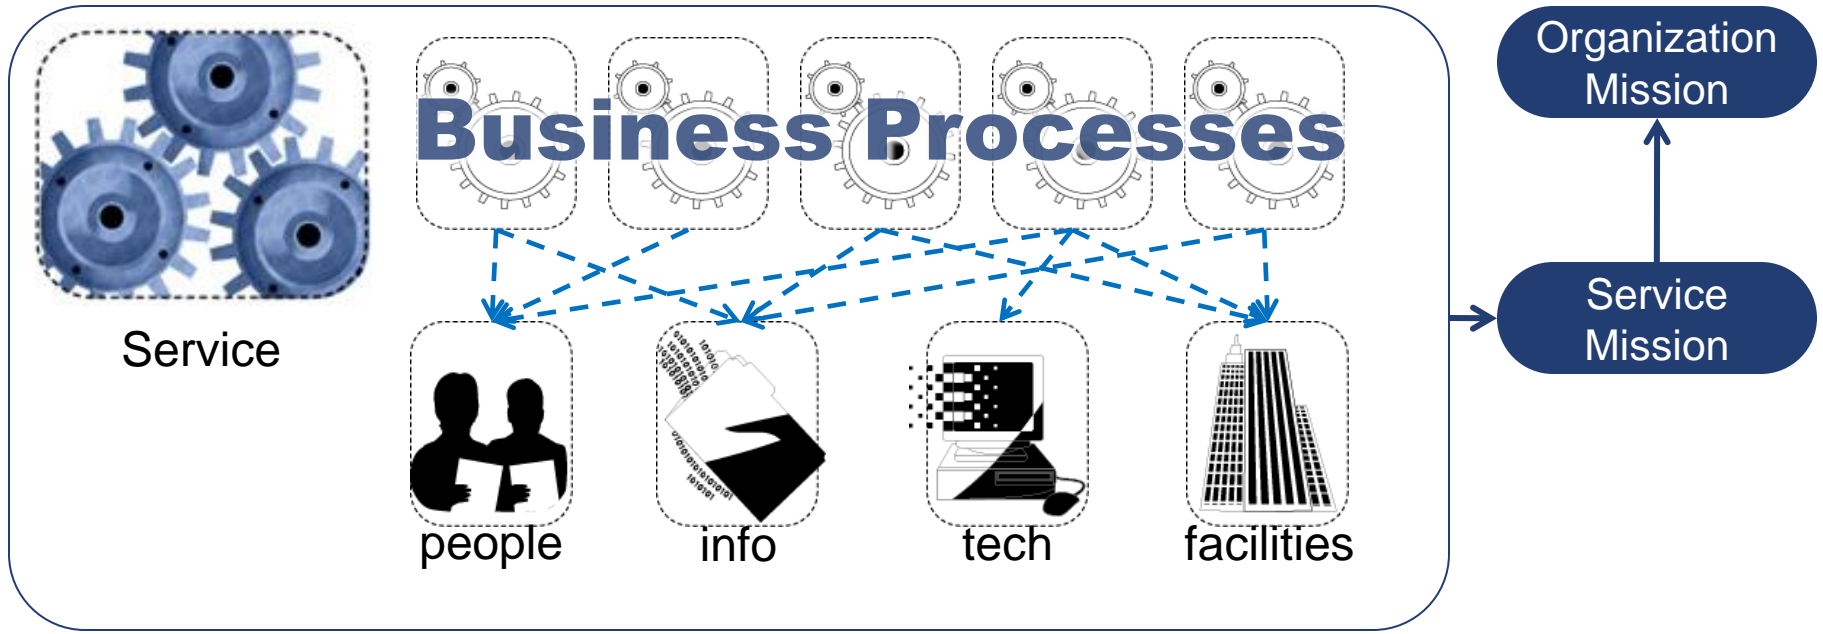 Business Processes
Organization
Mission
Service
Mission
Service
people
info
tech
facilities